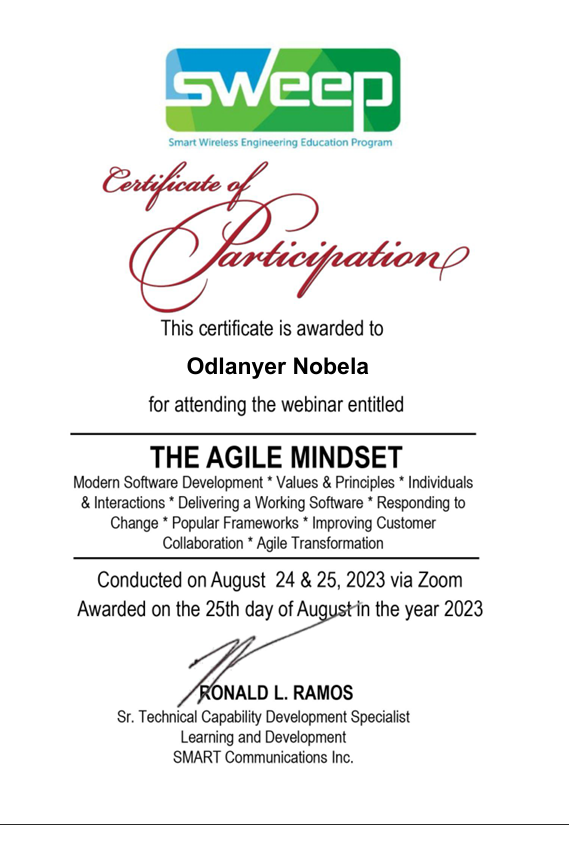 sweep
Smart Wireless Engineering Education Program
Certificate of
Participation
This certificate is awarded to
Odlanyer Nobela
for attending the webinar entitled
THE AGILE MINDSET
Modern Software Development * Values & Principles * Individuals
& Interactions * Delivering a Working Software * Responding to
Change * Popular Frameworks * Improving Customer
Collaboration * Agile Transformation
Conducted on August 24 & 25, 2023 via Zoom
Awarded on the 25th day of August in the year 2023
RONALD L. RAMOS
Sr. Technical Capability Development Specialist
Learning and Development
SMART Communications Inc.